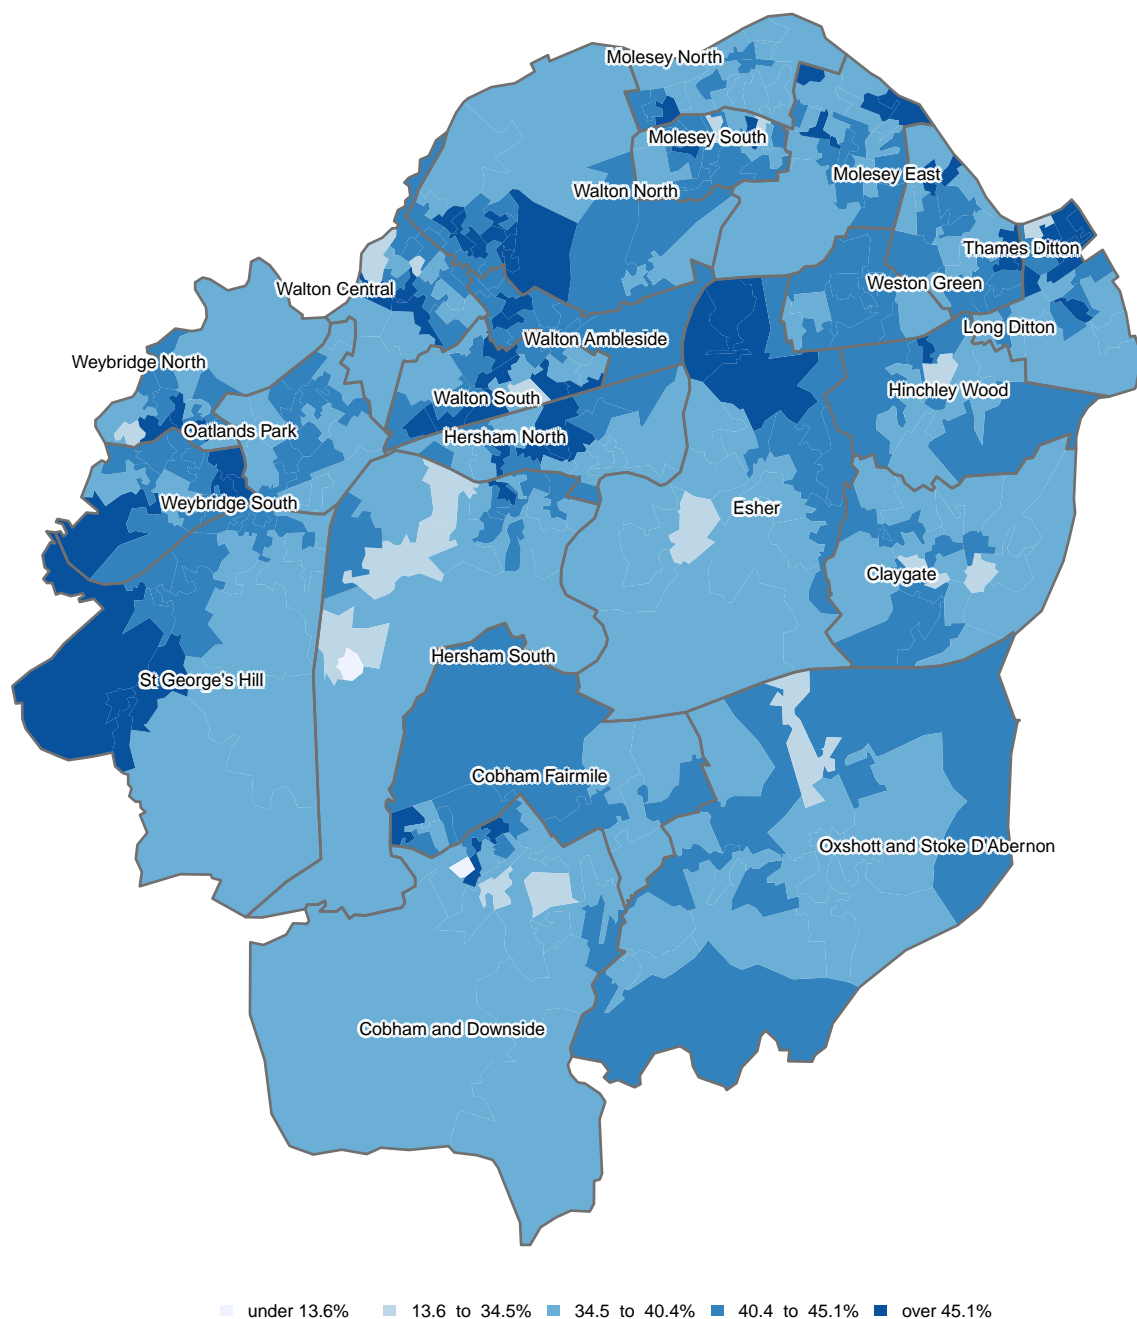 Molesey North
Molesey South
Molesey East
Walton North
Thames Ditton
Weston Green
Walton Central
Long Ditton
Walton Ambleside
Weybridge North
Hinchley Wood
Walton South
Oatlands Park
Hersham North
Weybridge South
Esher
Claygate
Hersham South
St George's Hill
Cobham Fairmile
Oxshott and Stoke D'Abernon
Cobham and Downside
under 13.6% 13.6 to 34.5% 34.5 to 40.4% 40.4 to 45.1% over 45.1%